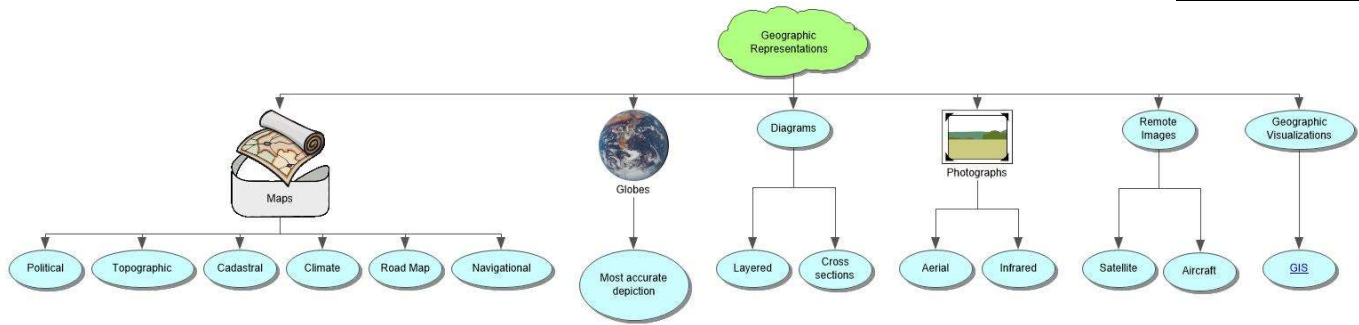 Geographic
Representations
Maps
Globes
Diagrams
Photographs
Remote
Images
Geographic
Visualizations
Political
Topographic
Cadastral
Climate
Road Map
Navigational
Most accurate
depiction
Layered
Cross
sections
Aerial
Infrared
Satellite
Aircraft
GIS